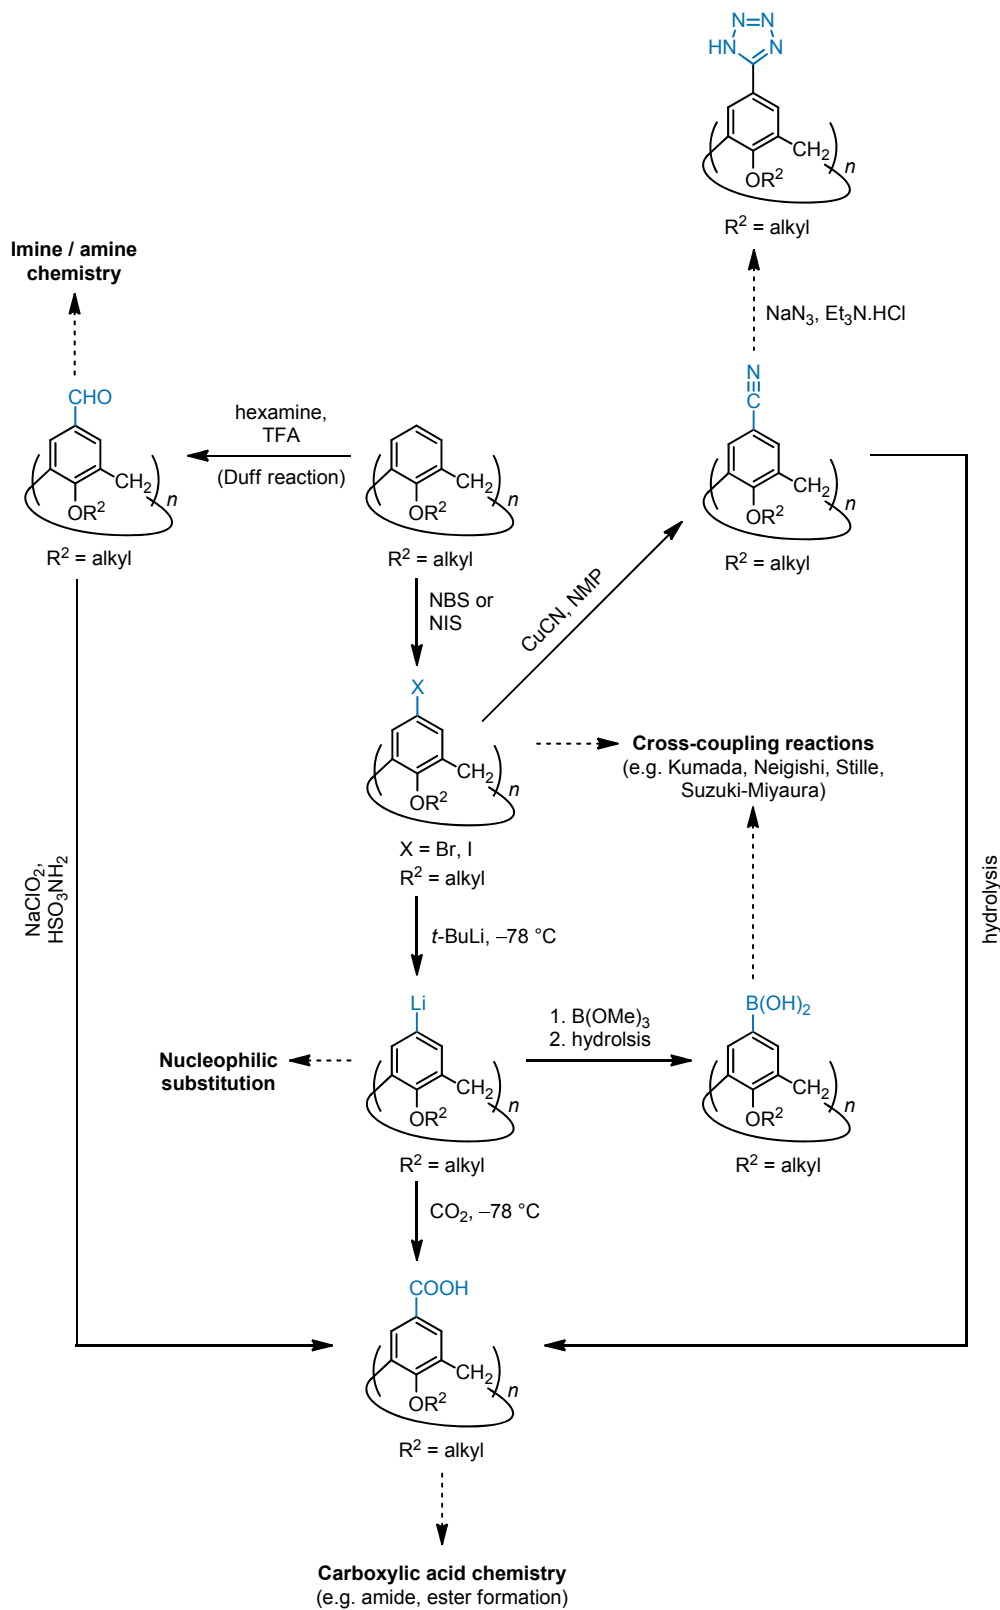 N=N
HN N
CH₂
OR²
n
R² = alkyl
NaN₃, Et₃N.HCl
Imine / amine
chemistry
CHO
CH₂
OR²
n
R² = alkyl
hexamine,
TFA
(Duff reaction)
CH₂
OR²
n
R² = alkyl
N
C
CH₂
OR²
n
R² = alkyl
NBS or
NIS
CuCN, NMP
X
CH₂
OR²
n
X = Br, I
R² = alkyl
Cross-coupling reactions
(e.g. Kumada, Neigishi, Stille,
Suzuki-Miyaura)
NaClO₂,
HSO₃NH₂
hydrolysis
t-BuLi, –78 °C
Li
CH₂
OR²
n
R² = alkyl
Nucleophilic
substitution
1. B(OMe)₃
2. hydrolsis
B(OH)₂
CH₂
OR²
n
R² = alkyl
CO₂, –78 °C
COOH
CH₂
OR²
n
R² = alkyl
Carboxylic acid chemistry
(e.g. amide, ester formation)